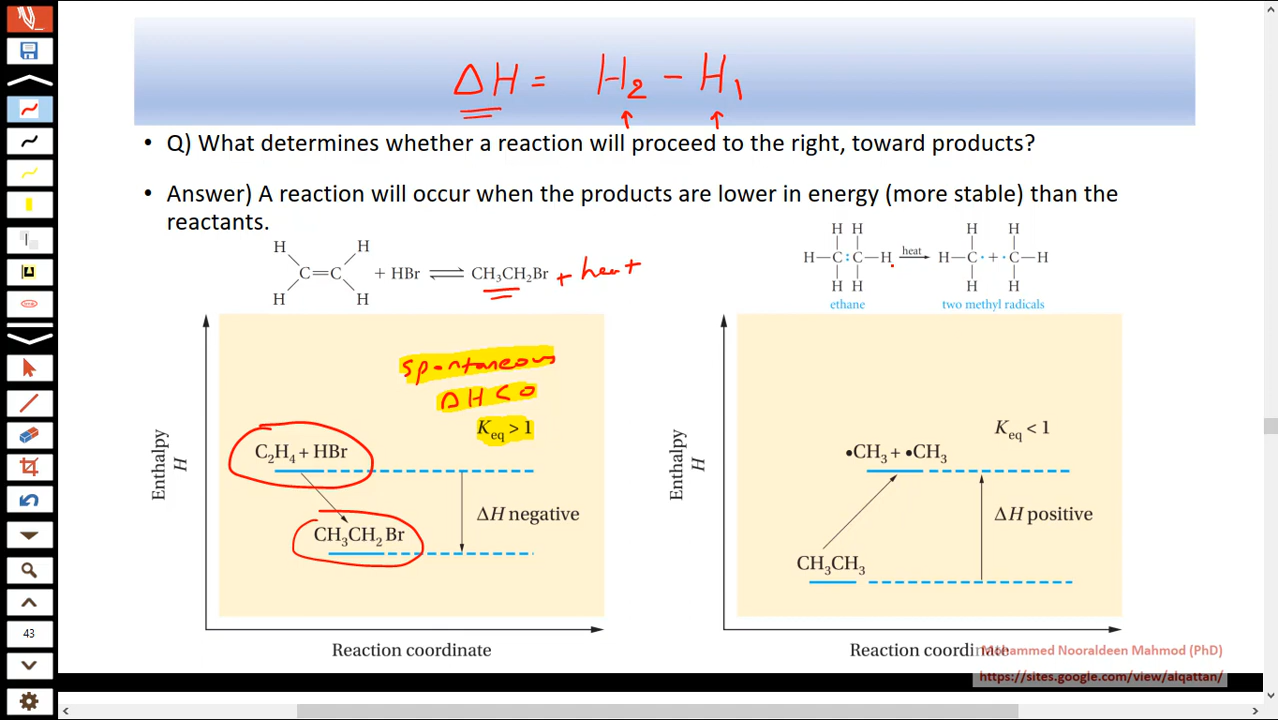 ΔH = H₂ - H₁
• Q) What determines whether a reaction will proceed to the right, toward products?
• Answer) A reaction will occur when the products are lower in energy (more stable) than the
reactants.
H H
C=C + HBr ⇌ CH₃CH₂Br + heat
H H
H H
H—C:C—H heat → H—C· + ·C—H
H H
ethane two methyl radicals
H H
H H
H H
spontaneous
ΔH < 0
Keq > 1
C₂H₄ + HBr
ΔH negative
CH₃CH₂Br
Enthalpy
H
Reaction coordinate
Keq < 1
•CH₃ + •CH₃
ΔH positive
CH₃CH₃
Enthalpy
H
Reaction coordinate
Mohammed Nooraldeen Mahmod (PhD)
https://sites.google.com/view/alqattan/
43